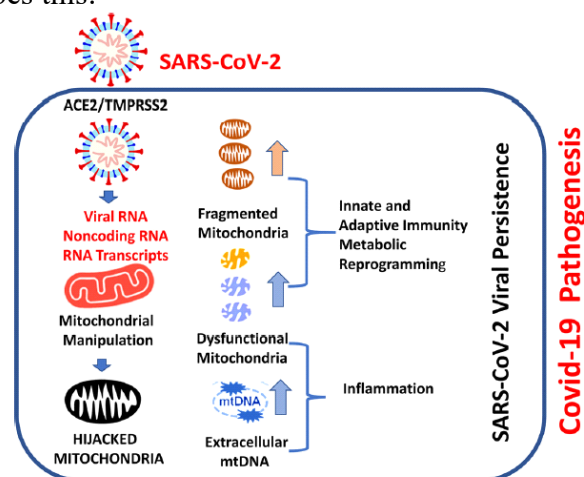 SARS-CoV-2
ACE2/TMPRSS2
Viral RNA
Noncoding RNA
RNA Transcripts
Mitochondrial
Manipulation
HIJACKED
MITOCHONDRIA
Fragmented
Mitochondria
Dysfunctional
Mitochondria
mtDNA
Extracellular
mtDNA
Innate and
Adaptive Immunity
Metabolic
Reprogramming
Inflammation
SARS-CoV-2 Viral Persistence
Covid-19 Pathogenesis